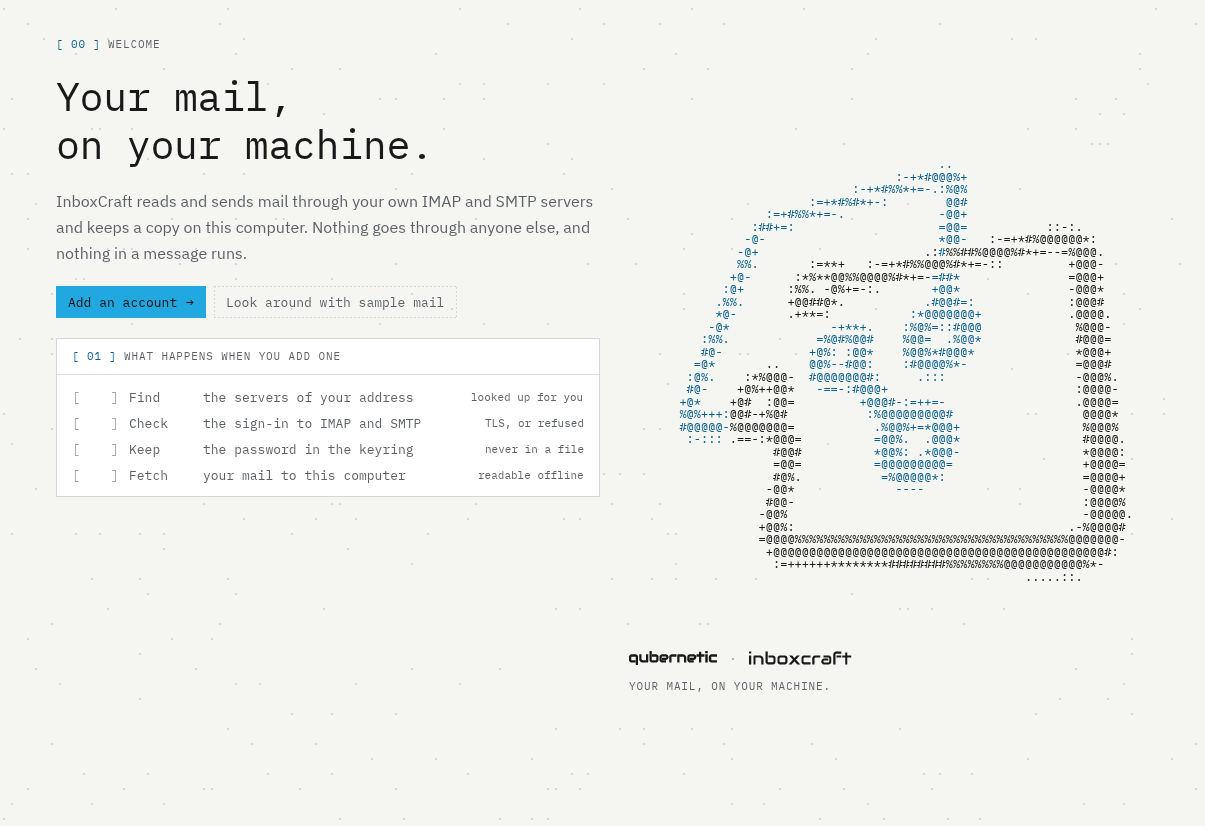 [ 00 ] WELCOME
Your mail,
on your machine.
InboxCraft reads and sends mail through your own IMAP and SMTP servers
and keeps a copy on this computer. Nothing goes through anyone else, and
nothing in a message runs.
Add an account →
Look around with sample mail
[ 01 ] WHAT HAPPENS WHEN YOU ADD ONE
[ ] Find the servers of your address looked up for you
[ ] Check the sign-in to IMAP and SMTP TLS, or refused
[ ] Keep the password in the keyring never in a file
[ ] Fetch your mail to this computer readable offline
qubernetic · inboxcraft
YOUR MAIL, ON YOUR MACHINE.